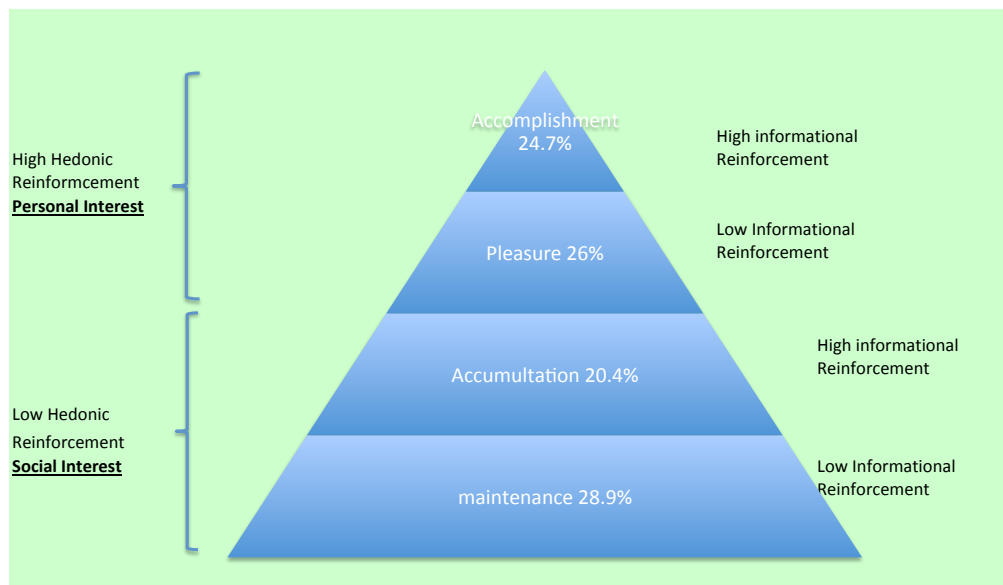 Accomplishment
24.7%
High Hedonic
Reinformcement
Personal Interest
High informational
Reinforcement
Pleasure 26%
Low Informational
Reinforcement
Accumultation 20.4%
High informational
Reinforcement
Low Hedonic
Reinforcement
Social Interest
maintenance 28.9%
Low Informational
Reinforcement